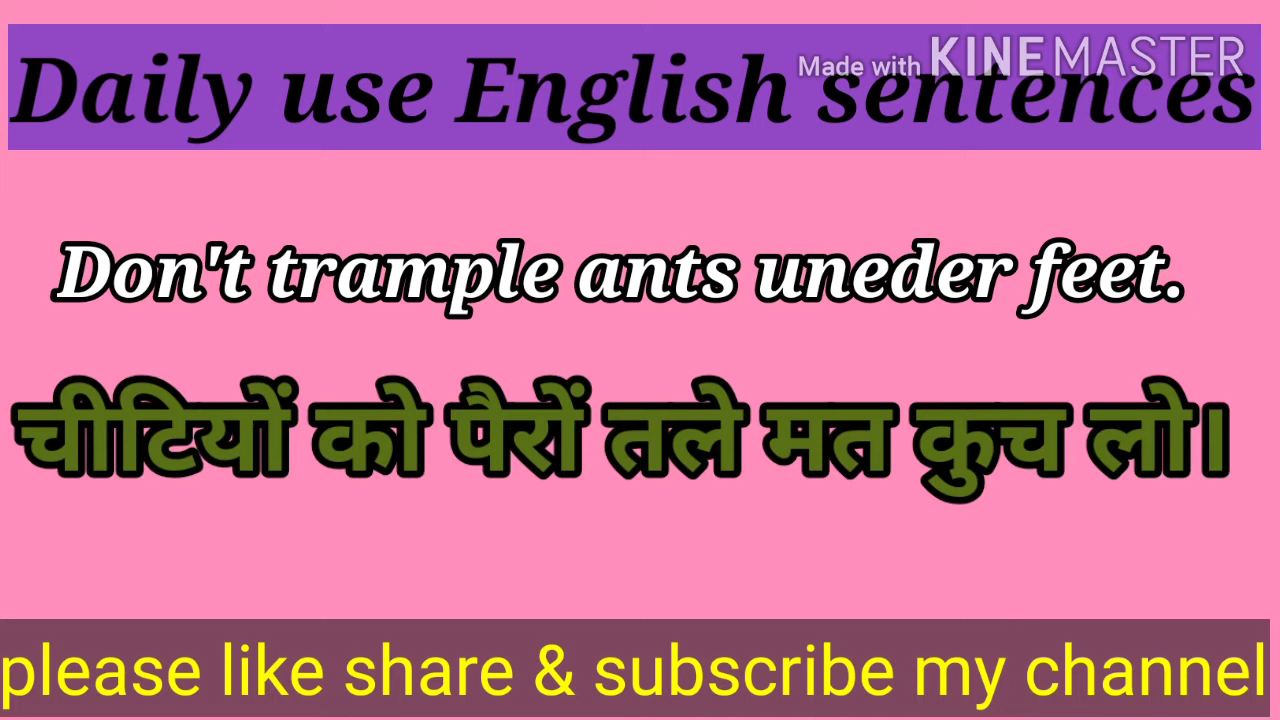 Made with KINEMASTER
Daily use English sentences
Don't trample ants uneder feet.
चीटियों को पैरों तले मत कुच लो।
please like share & subscribe my channel